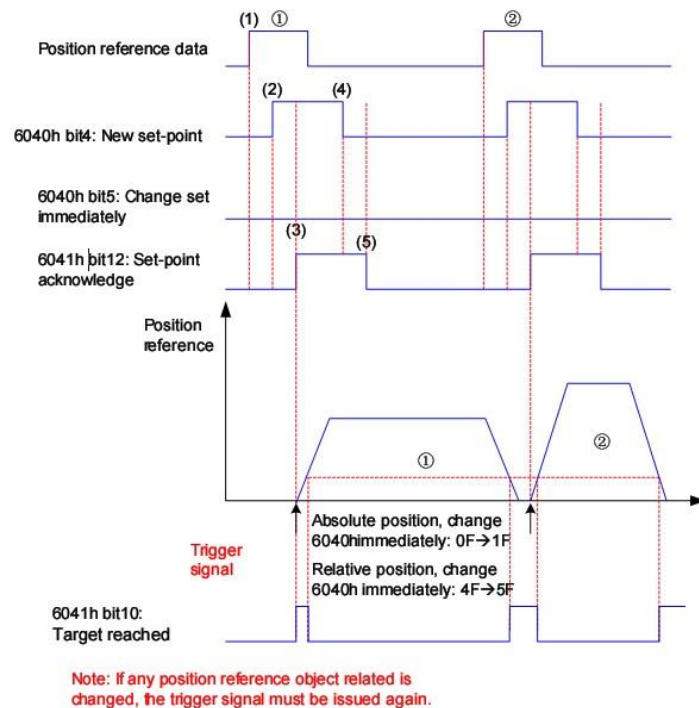 (1) ① ②
Position reference data
(2) (4)
6040h bit4: New set-point
6040h bit5: Change set
immediately
(3) (5)
6041h bit12: Set-point
acknowledge
Position
reference
① ②
Absolute position, change
6040himmediately: 0F→1F
Trigger
signal
Relative position, change
6040h immediately: 4F→5F
6041h bit10:
Target reached
Note: If any position reference object related is
changed, the trigger signal must be issued again.